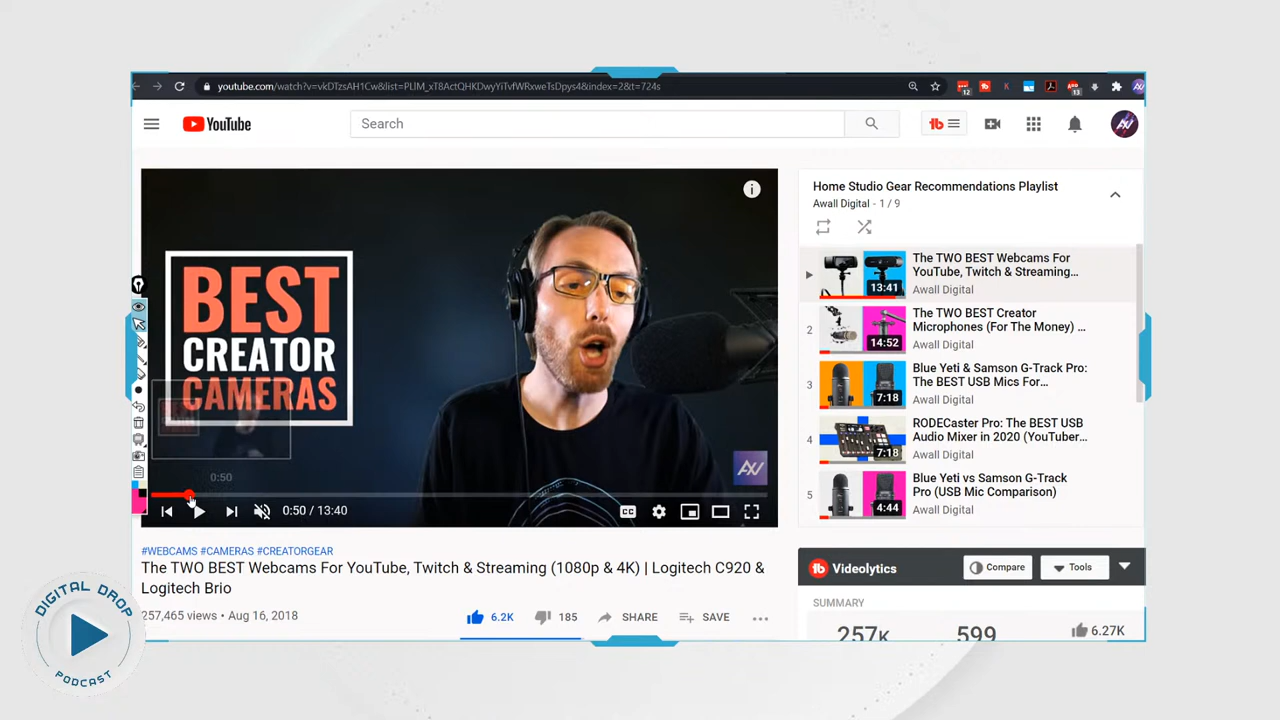 youtube.com/watch?v=vkDTzsAH1Cw&list=PLlM_xT8ActQHKDwyYiTvfWRxweTsDpys4&index=2&t=724s
12
13
YouTube
Search
BEST
CREATOR
CAMERAS
0:50
0:50 / 13:40
CC
#WEBCAMS #CAMERAS #CREATORGEAR
The TWO BEST Webcams For YouTube, Twitch & Streaming (1080p & 4K) | Logitech C920 &
Logitech Brio
257,465 views • Aug 16, 2018
6.2K
185
SHARE
SAVE
Home Studio Gear Recommendations Playlist
Awall Digital - 1 / 9
13:41
The TWO BEST Webcams For
YouTube, Twitch & Streaming...
Awall Digital
2
14:52
The TWO BEST Creator
Microphones (For The Money) ...
Awall Digital
3
7:18
Blue Yeti & Samson G-Track Pro:
The BEST USB Mics For...
Awall Digital
4
7:18
RODECaster Pro: The BEST USB
Audio Mixer in 2020 (YouTuber...
Awall Digital
5
4:44
Blue Yeti vs Samson G-Track
Pro (USB Mic Comparison)
Awall Digital
tb Videolytics
Compare
Tools
SUMMARY
257K
599
6.27K
DIGITAL DROP
PODCAST